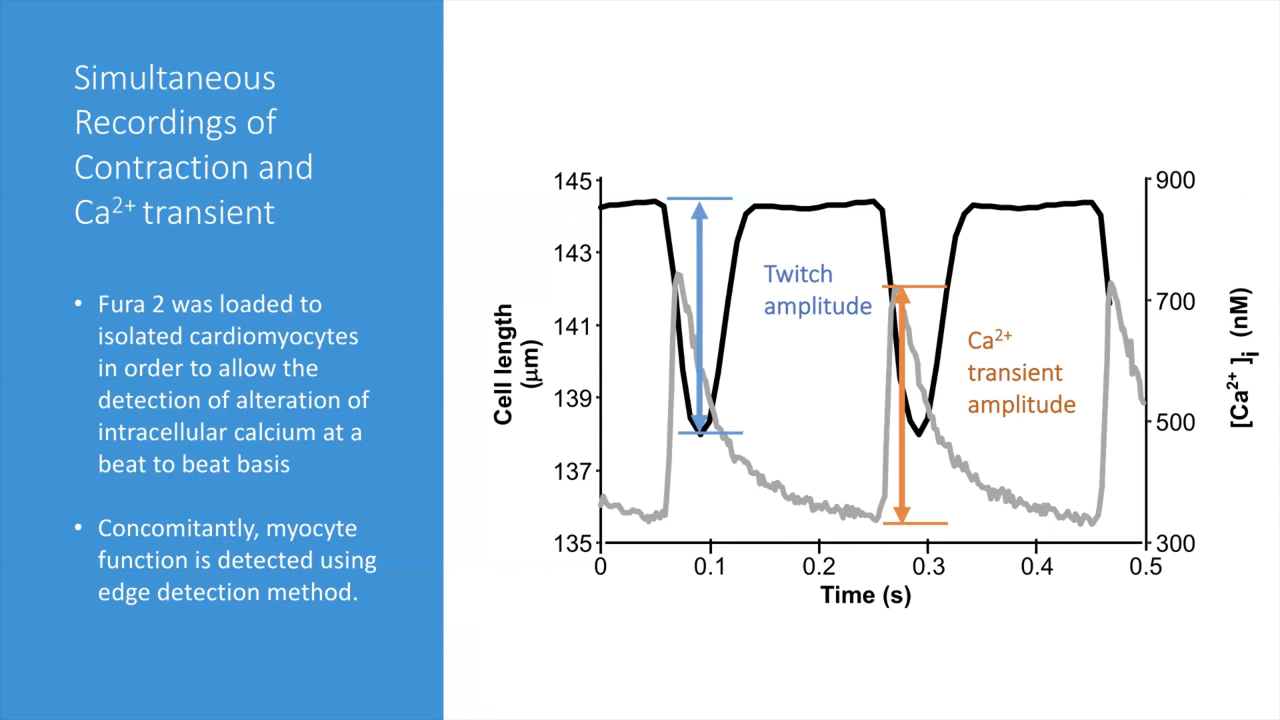 Simultaneous
Recordings of
Contraction and
Ca²⁺ transient
• Fura 2 was loaded to
isolated cardiomyocytes
in order to allow the
detection of alteration of
intracellular calcium at a
beat to beat basis
• Concomitantly, myocyte
function is detected using
edge detection method.
145
143
141
139
137
135
Cell length
(μm)
Twitch
amplitude
Ca²⁺
transient
amplitude
900
700
500
300
[Ca²⁺ ]i (nM)
0 0.1 0.2 0.3 0.4 0.5
Time (s)